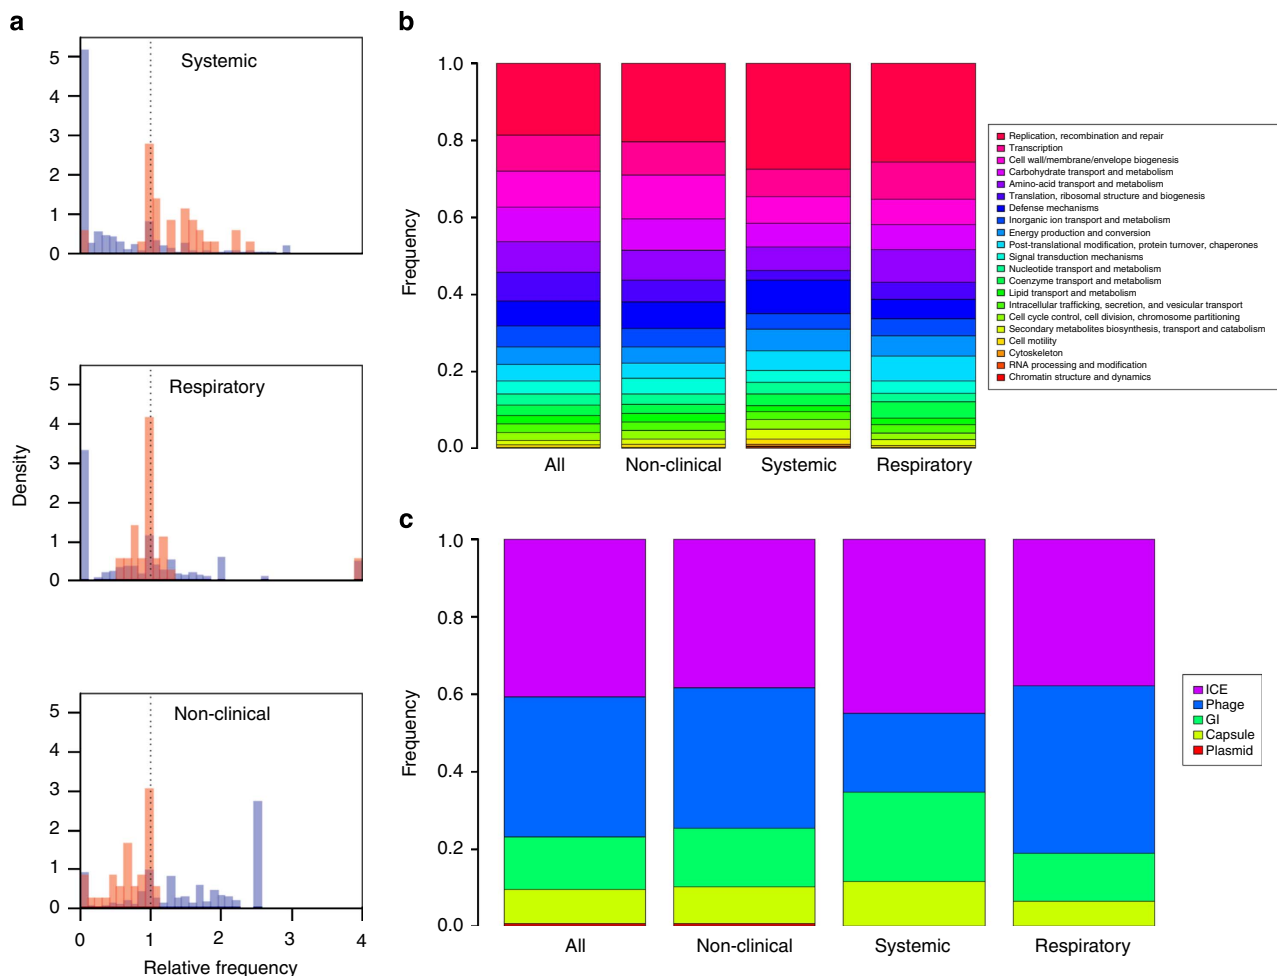 a
Systemic
5
4
3
2
1
0
Respiratory
5
4
3
2
1
0
Non-clinical
5
4
3
2
1
0
0 1 2 3 4
Density
Relative frequency
b
1.0
0.8
0.6
0.4
0.2
0.0
Frequency
All Non-clinical Systemic Respiratory
Replication, recombination and repair
Transcription
Cell wall/membrane/envelope biogenesis
Carbohydrate transport and metabolism
Amino-acid transport and metabolism
Translation, ribosomal structure and biogenesis
Defense mechanisms
Inorganic ion transport and metabolism
Energy production and conversion
Post-translational modification, protein turnover, chaperones
Signal transduction mechanisms
Nucleotide transport and metabolism
Coenzyme transport and metabolism
Lipid transport and metabolism
Intracellular trafficking, secretion, and vesicular transport
Cell cycle control, cell division, chromosome partitioning
Secondary metabolites biosynthesis, transport and catabolism
Cell motility
Cytoskeleton
RNA processing and modification
Chromatin structure and dynamics
c
1.0
0.8
0.6
0.4
0.2
0.0
Frequency
All Non-clinical Systemic Respiratory
ICE
Phage
GI
Capsule
Plasmid